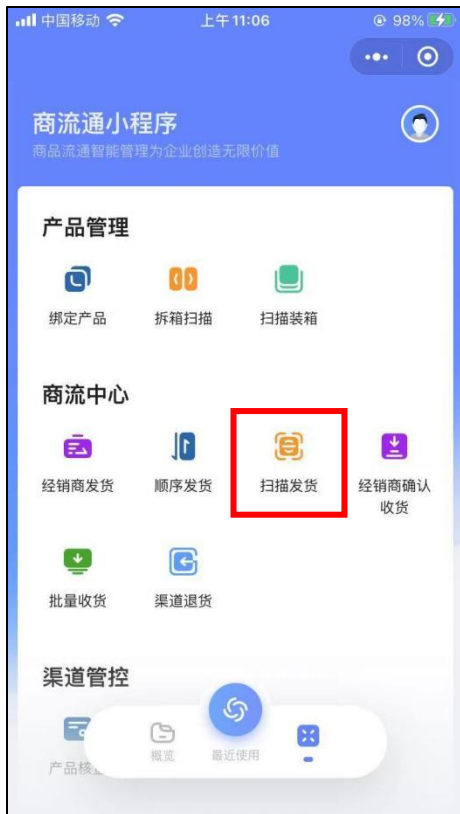 中国移动 上午11:06 98%
商流通小程序
商品流通智能管理为企业创造无限价值
产品管理
绑定产品 拆箱扫描 扫描装箱
商流中心
经销商发货 顺序发货 扫描发货 经销商确认
收货
批量收货 渠道退货
渠道管控
产品核
概览 最近使用